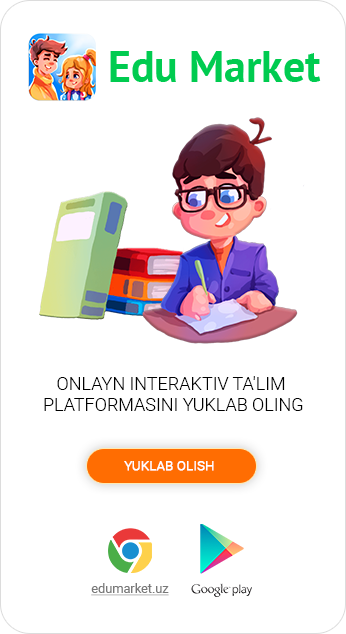 Edu Market
ONLAYN INTERAKTIV TA'LIM
PLATFORMASINI YUKLAB OLING
YUKLAB OLISH
edumarket.uz
Google play